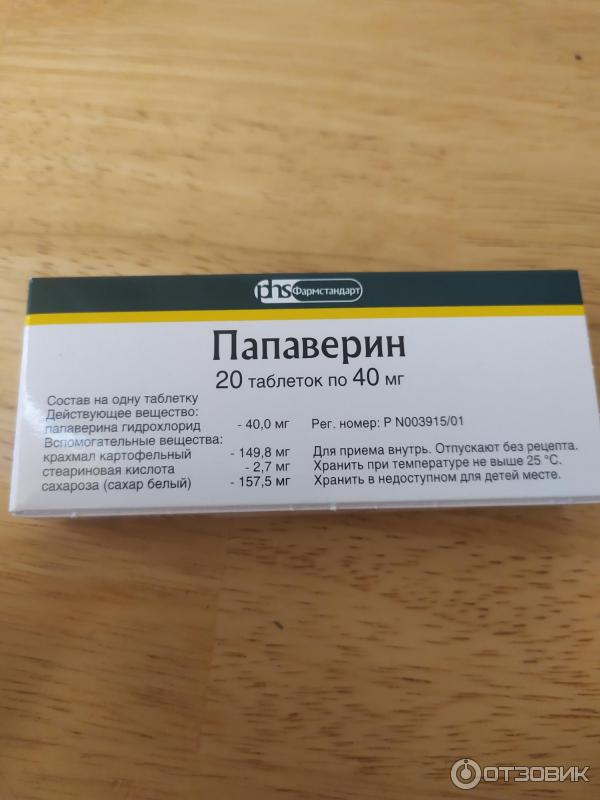 phs Фармстандарт
Папаверин
20 таблеток по 40 мг
Состав на одну таблетку
Действующее вещество:
папаверина гидрохлорид - 40,0 мг Рег. номер: Р N003915/01
Вспомогательные вещества:
крахмал картофельный - 149,8 мг Для приема внутрь. Отпускают без рецепта.
стеариновая кислота - 2,7 мг Хранить при температуре не выше 25 °С.
сахароза (сахар белый) - 157,5 мг Хранить в недоступном для детей месте.
ОТЗОВИК